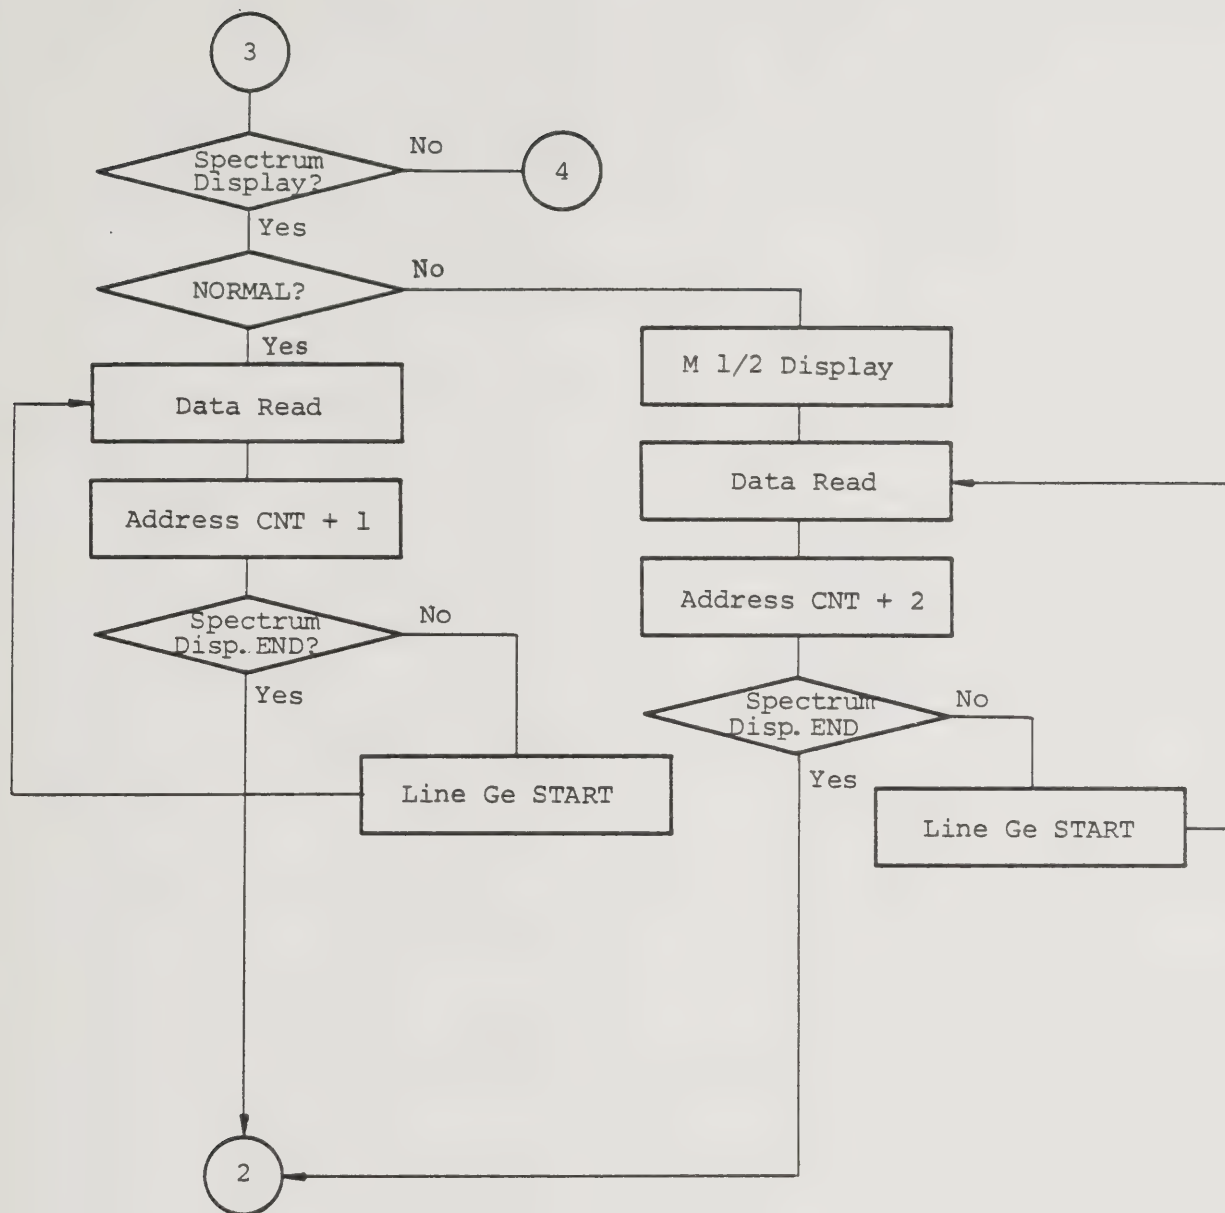 3
Spectrum
Display?
No
4
Yes
NORMAL?
No
Yes
M 1/2 Display
Data Read
Data Read
Address CNT + 1
Address CNT + 2
Spectrum
Disp. END?
No
Yes
Spectrum
Disp. END
No
Yes
Line Ge START
Line Ge START
2